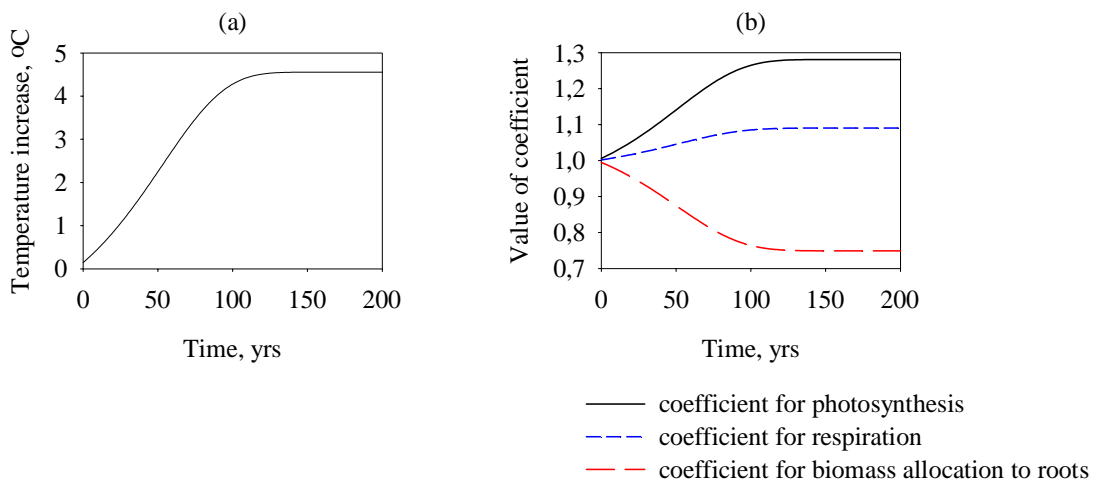 (a)
Temperature increase, ºC
5
4
3
2
1
0
0 50 100 150 200
Time, yrs
(b)
Value of coefficient
1,3
1,2
1,1
1,0
0,9
0,8
0,7
0 50 100 150 200
Time, yrs
coefficient for photosynthesis
coefficient for respiration
coefficient for biomass allocation to roots